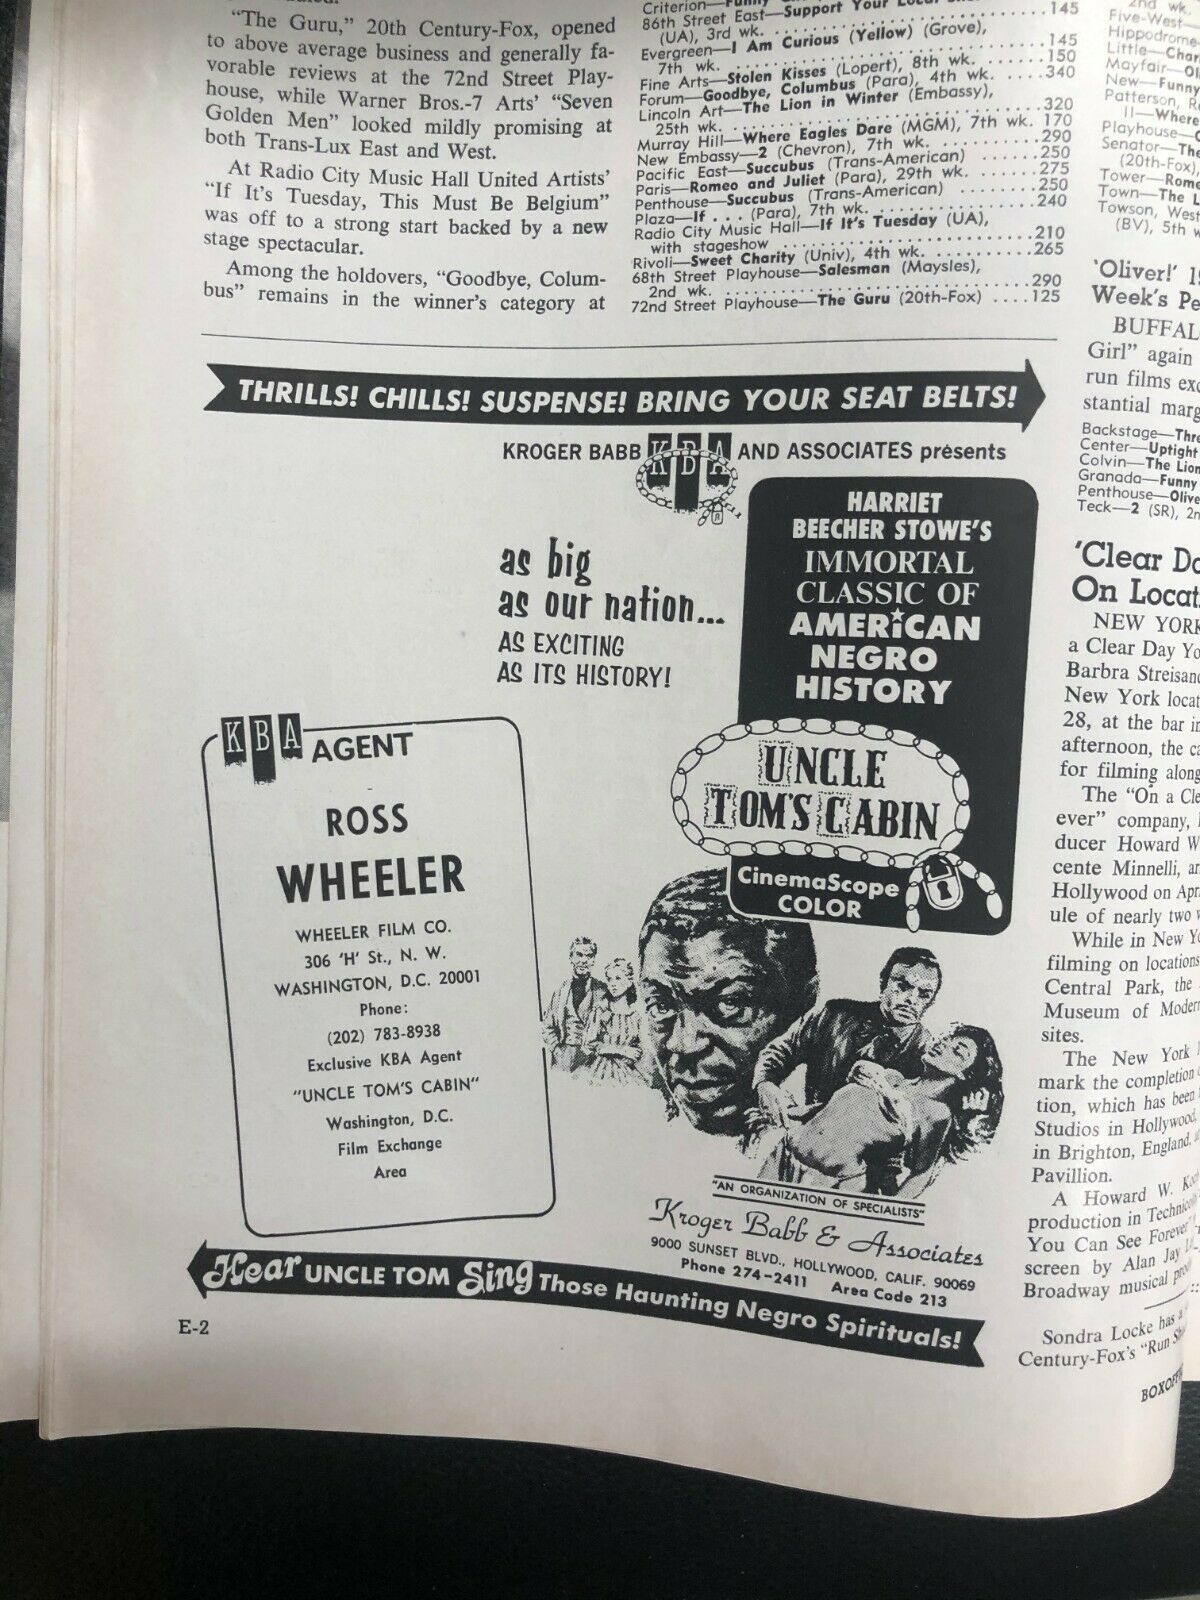 "The Guru," 20th Century-Fox, opened
to above average business and generally fa-
vorable reviews at the 72nd Street Play-
house, while Warner Bros.-7 Arts' "Seven
Golden Men" looked mildly promising at
both Trans-Lux East and West.
At Radio City Music Hall United Artists'
"If It's Tuesday, This Must Be Belgium"
was off to a strong start backed by a new
stage spectacular.
Among the holdovers, "Goodbye, Colum-
bus" remains in the winner's category at
Criterion—Funny
86th Street East—Support Your Local
(UA), 3rd wk. 145
Evergreen—I Am Curious (Yellow) (Grove),
7th wk. 145
Fine Arts—Stolen Kisses (Lopert), 8th wk. 150
Forum—Goodbye, Columbus (Para), 4th wk. 340
Lincoln Art—The Lion in Winter (Embassy),
25th wk. 320
Murray Hill—Where Eagles Dare (MGM), 7th wk. 170
New Embassy—2 (Chevron), 7th wk. 290
Pacific East—Succubus (Trans-American) 250
Paris—Romeo and Juliet (Para), 29th wk. 275
Penthouse—Succubus (Trans-American) 250
Plaza—If . . . (Para), 7th wk. 240
Radio City Music Hall—If It's Tuesday (UA),
with stageshow 210
Rivoli—Sweet Charity (Univ), 4th wk. 265
68th Street Playhouse—Salesman (Maysles),
2nd wk. 290
72nd Street Playhouse—The Guru (20th-Fox) 125
THRILLS! CHILLS! SUSPENSE! BRING YOUR SEAT BELTS!
KROGER BABB KBA AND ASSOCIATES presents
as big
as our nation...
AS EXCITING
AS ITS HISTORY!
HARRIET
BEECHER STOWE'S
IMMORTAL
CLASSIC OF
AMERICAN
NEGRO
HISTORY
UNCLE
TOM'S CABIN
CinemaScope
COLOR
KBA AGENT
ROSS
WHEELER
WHEELER FILM CO.
306 'H' St., N. W.
WASHINGTON, D.C. 20001
Phone:
(202) 783-8938
Exclusive KBA Agent
"UNCLE TOM'S CABIN"
Washington, D.C.
Film Exchange
Area
"AN ORGANIZATION OF SPECIALISTS"
Kroger Babb & Associates
9000 SUNSET BLVD., HOLLYWOOD, CALIF. 90069
Phone 274-2411 Area Code 213
Hear UNCLE TOM Sing Those Haunting Negro Spirituals!
E-2
2nd wk.
Five-West—
Hippodrome—
Little—
Mayfair—
New—Funny
Patterson,
II—Where
Playhouse—
Senator—The
(20th-Fox),
Tower—
Town—The
Towson, West
(BV), 5th
'Oliver!'
Week's
BUFFAL
Girl" again
run films
stantial
Backstage—
Center—Uptight
Colvin—The
Granada—Funny
Penthouse—
Teck—2 (SR),
'Clear
On
NEW YORK
a Clear Day
Barbra
New York
28, at the bar
afternoon, the
for filming along
The "On a
ever" company,
ducer Howard
cente Minnelli,
Hollywood on
ule of nearly two
While in New
filming on locations
Central Park, the
Museum of Modern
sites.
The New York
mark the completion
tion, which has been
Studios in Hollywood,
in Brighton, England,
Pavillion.
A Howard W.
production in
You Can See Forever"
screen by Alan Jay
Broadway musical
Sondra Locke has a
Century-Fox's "Run